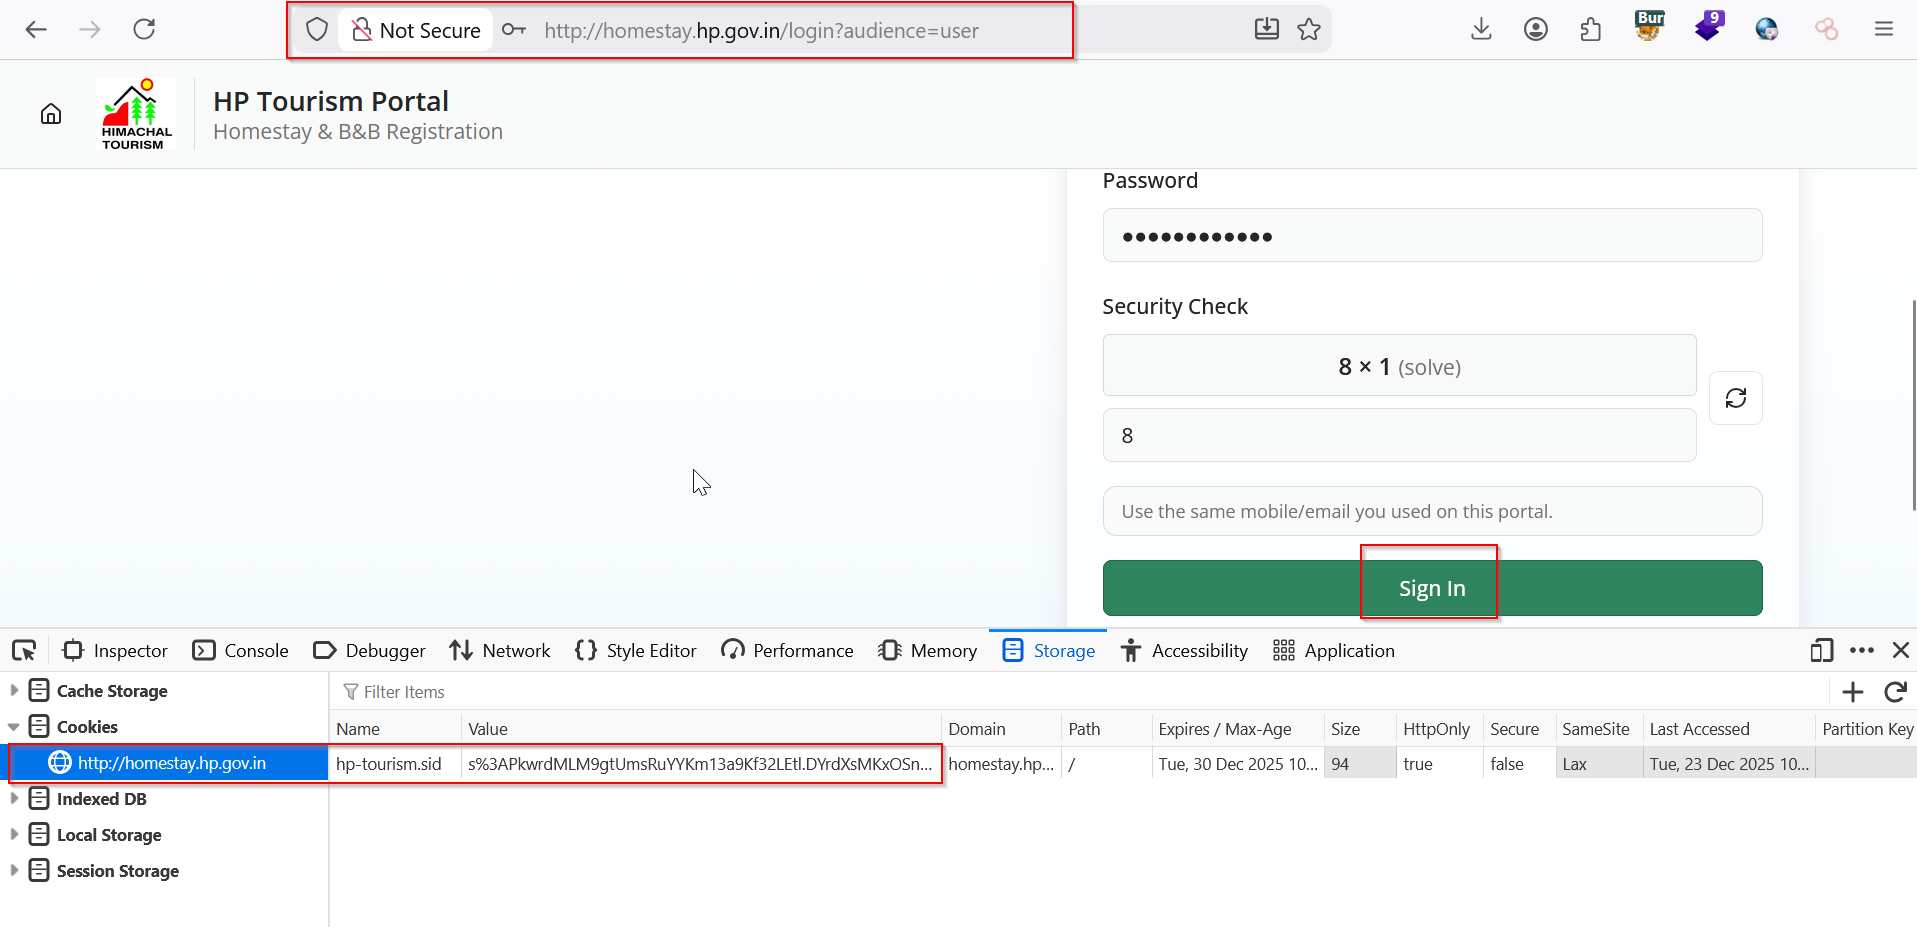 Not Secure http://homestay.hp.gov.in/login?audience=user
Bur
9
HIMACHAL
TOURISM
HP Tourism Portal
Homestay & B&B Registration
Password
Security Check
8 × 1 (solve)
8
Use the same mobile/email you used on this portal.
Sign In
Inspector Console Debugger Network Style Editor Performance Memory Storage Accessibility Application
Cache Storage
Cookies
http://homestay.hp.gov.in
Indexed DB
Local Storage
Session Storage
Filter Items
Name Value Domain Path Expires / Max-Age Size HttpOnly Secure SameSite Last Accessed Partition Key
hp-tourism.sid s%3APkwrdMLM9gtUmsRuYYKm13a9Kf32LEtl.DYrdXsMKxOSn... homestay.hp... / Tue, 30 Dec 2025 10... 94 true false Lax Tue, 23 Dec 2025 10...